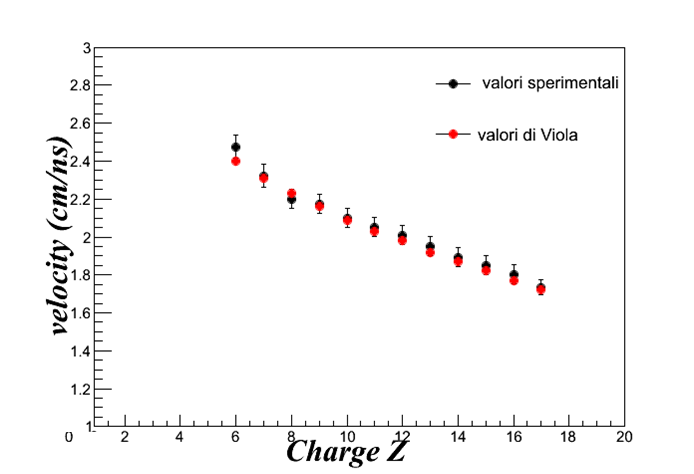 3
2.8
valori sperimentali
2.6
valori di Viola
2.4
2.2
2
1.8
1.6
1.4
1.2
1
velocity (cm/ns)
0 2 4 6 8 10 12 14 16 18 20
Charge Z